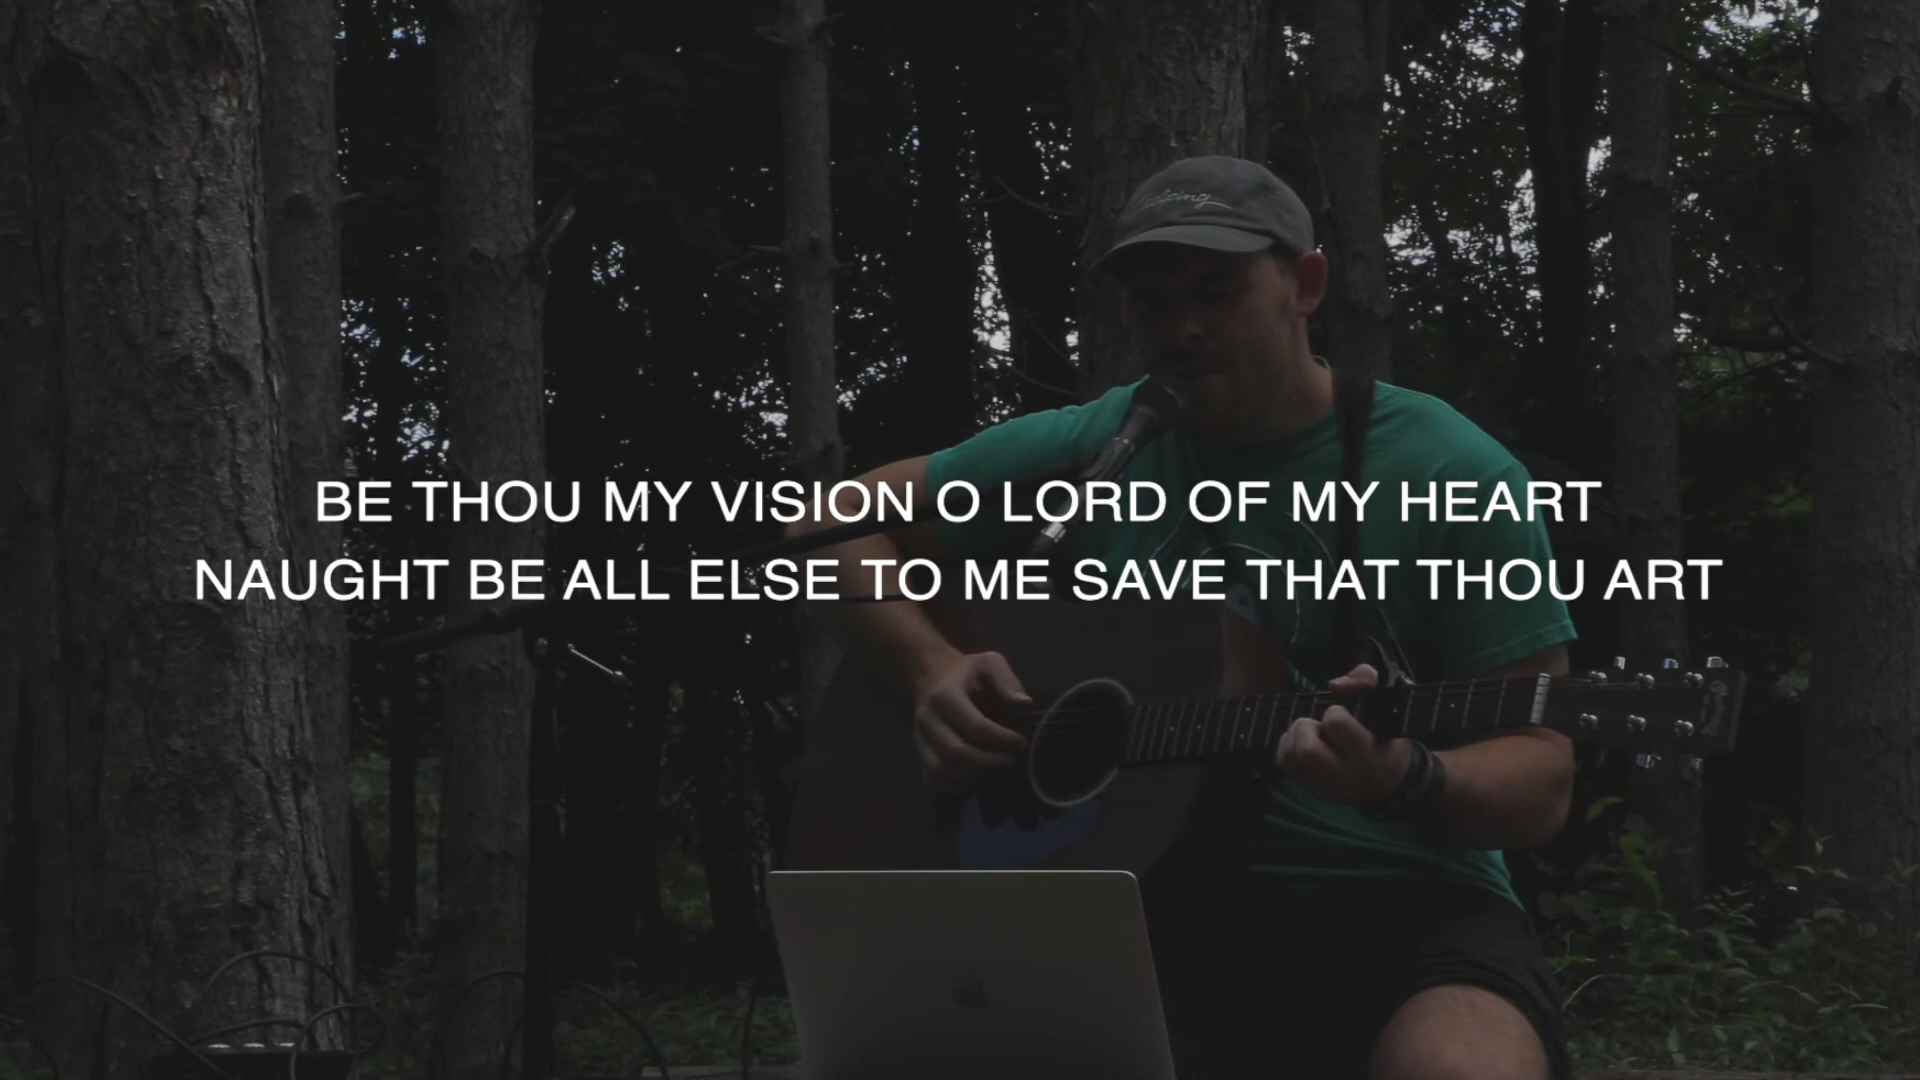 BE THOU MY VISION O LORD OF MY HEART
NAUGHT BE ALL ELSE TO ME SAVE THAT THOU ART